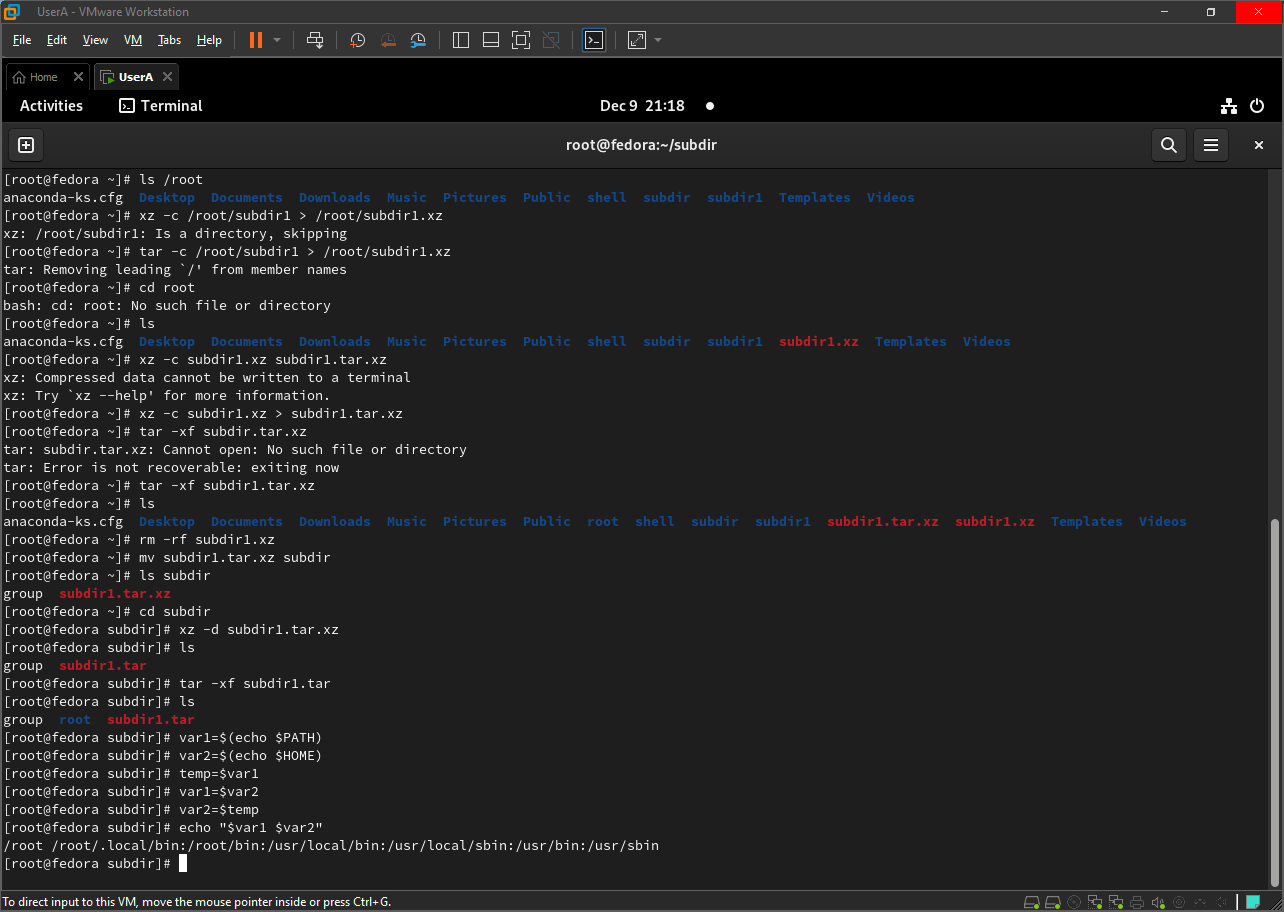 UserA - VMware Workstation
File Edit View VM Tabs Help
Home UserA
Activities Terminal Dec 9 21:18
root@fedora:~/subdir
[root@fedora ~]# ls /root
anaconda-ks.cfg Desktop Documents Downloads Music Pictures Public shell subdir subdir1 Templates Videos
[root@fedora ~]# xz -c /root/subdir1 > /root/subdir1.xz
xz: /root/subdir1: Is a directory, skipping
[root@fedora ~]# tar -c /root/subdir1 > /root/subdir1.xz
tar: Removing leading `/' from member names
[root@fedora ~]# cd root
bash: cd: root: No such file or directory
[root@fedora ~]# ls
anaconda-ks.cfg Desktop Documents Downloads Music Pictures Public shell subdir subdir1 subdir1.xz Templates Videos
[root@fedora ~]# xz -c subdir1.xz subdir1.tar.xz
xz: Compressed data cannot be written to a terminal
xz: Try `xz --help' for more information.
[root@fedora ~]# xz -c subdir1.xz > subdir1.tar.xz
[root@fedora ~]# tar -xf subdir.tar.xz
tar: subdir.tar.xz: Cannot open: No such file or directory
tar: Error is not recoverable: exiting now
[root@fedora ~]# tar -xf subdir1.tar.xz
[root@fedora ~]# ls
anaconda-ks.cfg Desktop Documents Downloads Music Pictures Public root shell subdir subdir1 subdir1.tar.xz subdir1.xz Templates Videos
[root@fedora ~]# rm -rf subdir1.xz
[root@fedora ~]# mv subdir1.tar.xz subdir
[root@fedora ~]# ls subdir
group subdir1.tar.xz
[root@fedora ~]# cd subdir
[root@fedora subdir]# xz -d subdir1.tar.xz
[root@fedora subdir]# ls
group subdir1.tar
[root@fedora subdir]# tar -xf subdir1.tar
[root@fedora subdir]# ls
group root subdir1.tar
[root@fedora subdir]# var1=$(echo $PATH)
[root@fedora subdir]# var2=$(echo $HOME)
[root@fedora subdir]# temp=$var1
[root@fedora subdir]# var1=$var2
[root@fedora subdir]# var2=$temp
[root@fedora subdir]# echo "$var1 $var2"
/root /root/.local/bin:/root/bin:/usr/local/bin:/usr/local/sbin:/usr/bin:/usr/sbin
[root@fedora subdir]#
To direct input to this VM, move the mouse pointer inside or press Ctrl+G.